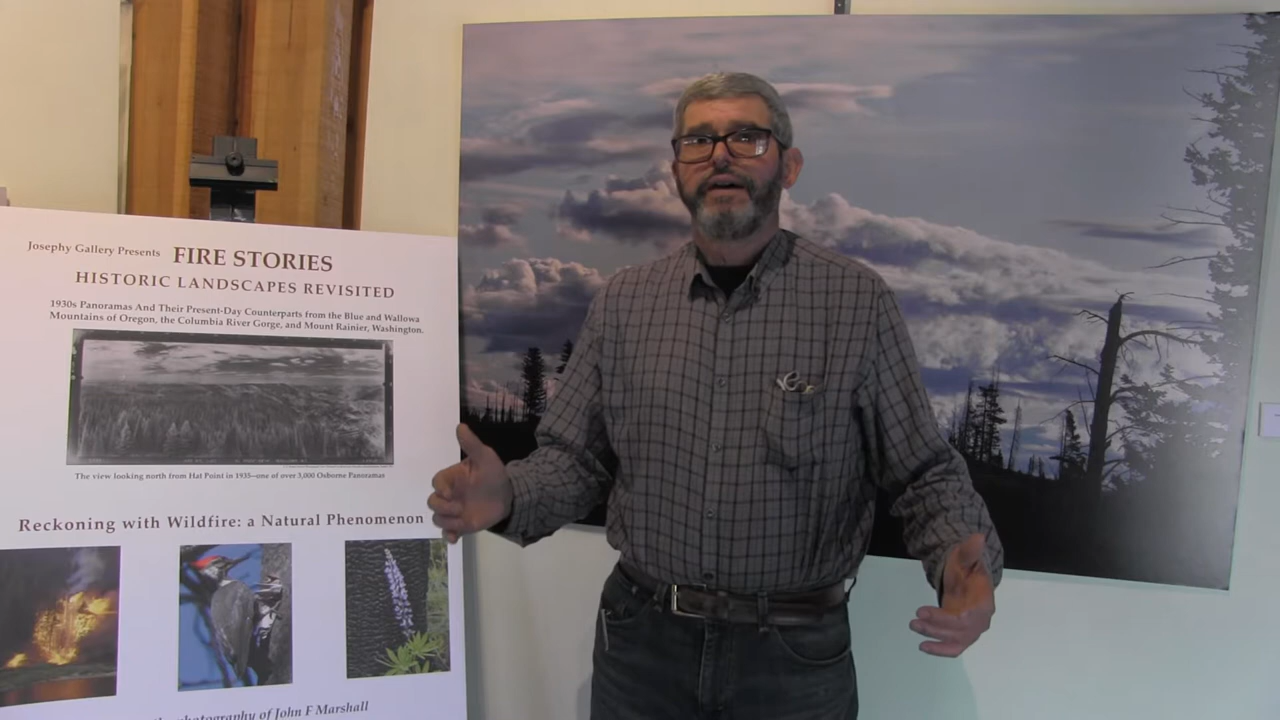 Josephy Gallery Presents FIRE STORIES
HISTORIC LANDSCAPES REVISITED
1930s Panoramas And Their Present-Day Counterparts from the Blue and Wallowa
Mountains of Oregon, the Columbia River Gorge, and Mount Rainier, Washington.
The view looking north from Hat Point in 1935—one of over 3,000 Osborne Panoramas
Reckoning with Wildfire: a Natural Phenomenon
photography of John F Marshall